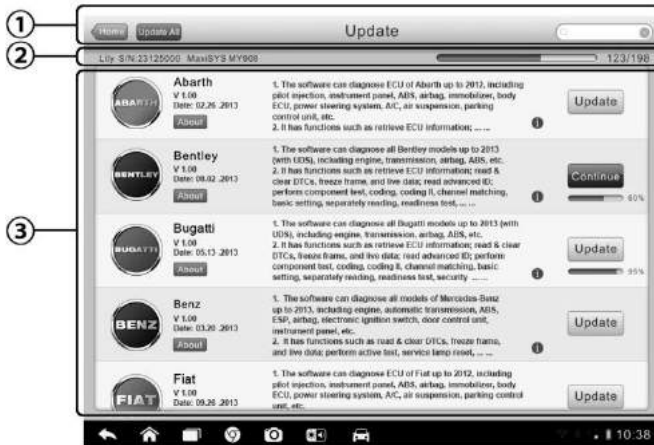 ①
Home
Update All
Update
②
Lily S/N:23125000 MaxiSYS MY908
123/198
③
ABARTH
Abarth
V 1.00
Date: 02.26 .2013
About
1. The software can diagnose ECU of Abarth up to 2012, including
pilot injection, instrument panel, ABS, airbag, immobilizer, body
ECU, power steering system, A/C, air suspension, parking
control unit, etc.
2. It has functions such as retrieve ECU information; ... ...
Update
BENTLEY
Bentley
V 1.00
Date: 08.02 .2013
About
1. The software can diagnose all Bentley models up to 2013
(with UDS), including engine, transmission, airbag, ABS, etc.
2. It has functions such as retrieve ECU information; read &
clear DTCs, freeze frame, and live data; read advanced ID;
perform component test, coding, coding II, channel matching,
basic setting, separately reading, readiness test, ... ...
Continue
60%
BUGATTI
Bugatti
V 1.00
Date: 05.13 .2013
About
1. The software can diagnose all Bugatti models up to 2013 (with
UDS), including engine, transmission, airbag, ABS, etc.
2. It has functions such as retrieve ECU information; read & clear
DTCs, freeze frame, and live data; read advanced ID; perform
component test, coding, coding II, channel matching, basic
setting, separately reading, readiness test, security ... ...
Update
95%
BENZ
Benz
V 1.00
Date: 03.20 .2013
About
1. The software can diagnose all models of Mercedes-Benz
up to 2013, including engine, automatic transmission, ABS,
ESP, airbag, electronic ignition switch, door control unit,
instrument panel, etc.
2. It has functions such as read & clear DTCs, freeze frame,
and live data; perform active test, service lamp reset, ... ...
Update
FIAT
Fiat
V 1.00
Date: 09.26 .2013
1. The software can diagnose ECU of Fiat up to 2012, including
pilot injection, instrument panel, ABS, airbag, immobilizer, body
ECU, power steering system, A/C, air suspension, parking control
unit, etc.
Update
10:38